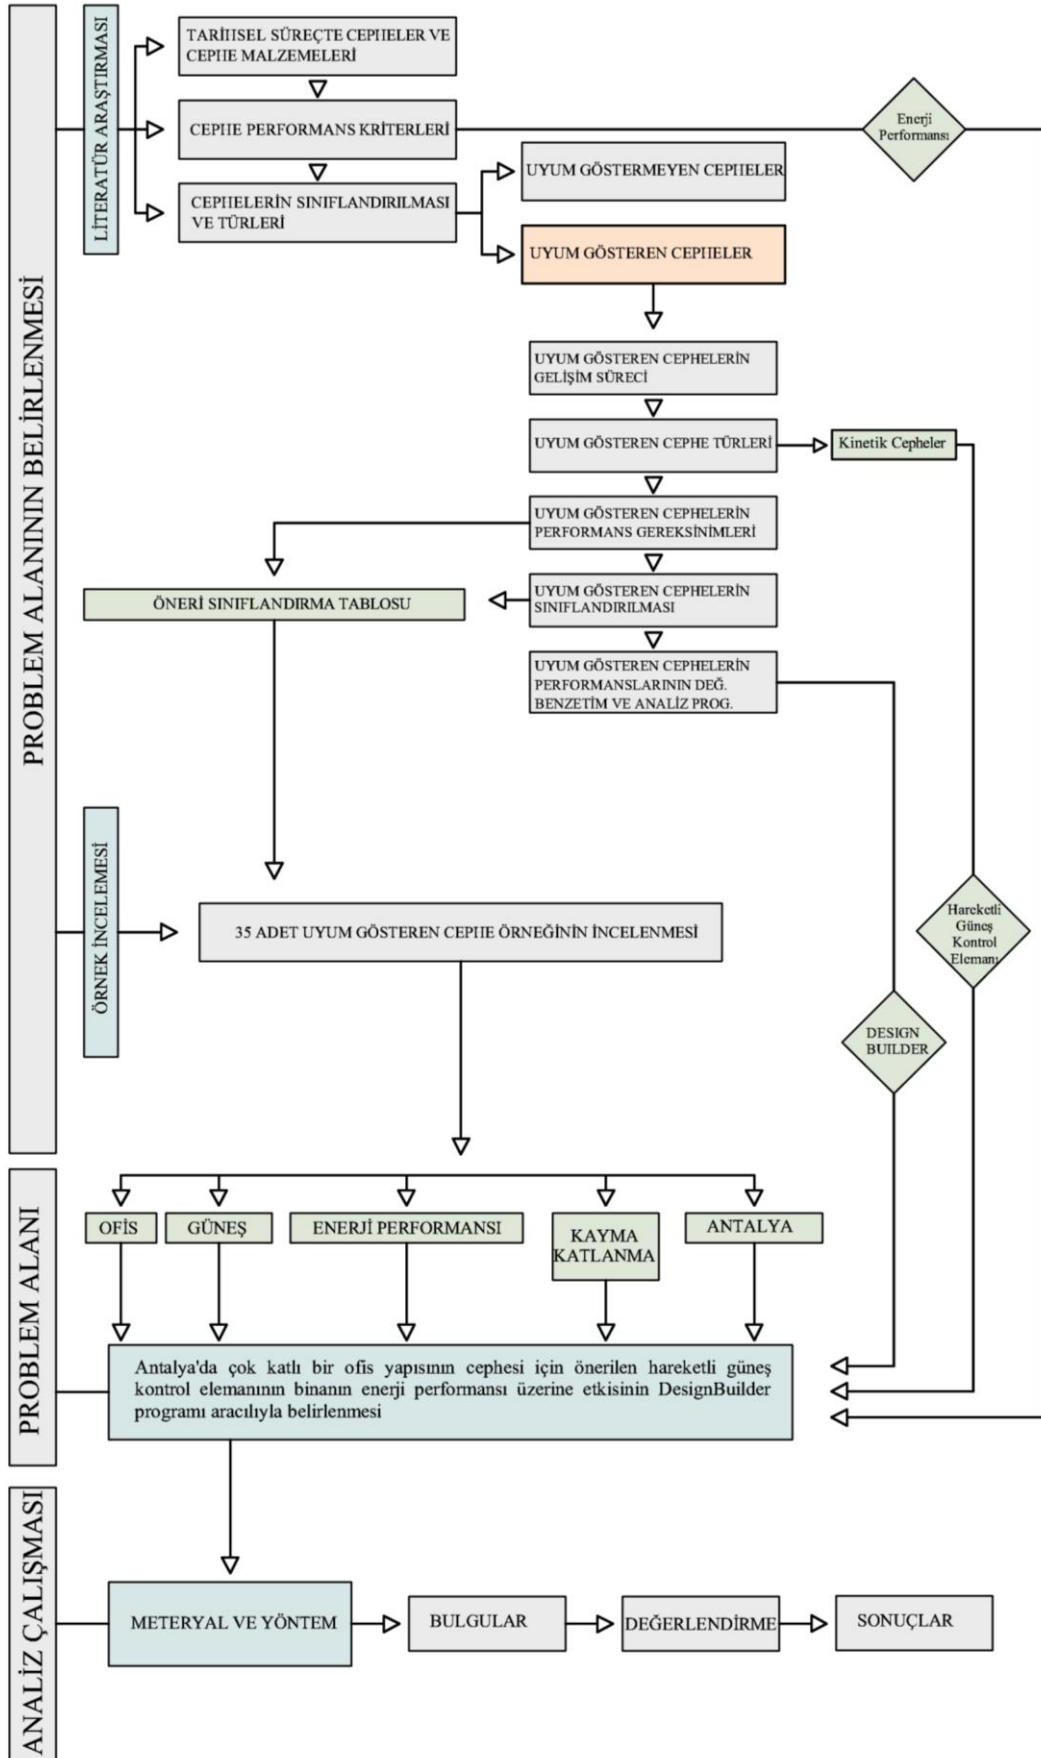 PROBLEM ALANININ BELİRLENMESİ
LİTERATÜR ARAŞTIRMASI
TARİHSEL SÜREÇTE CEPHELER VE
CEPHE MALZEMELERİ
CEPHE PERFORMANS KRİTERLERİ
Enerji
Performansı
CEPHELERİN SINIFLANDIRILMASI
VE TÜRLERİ
UYUM GÖSTERMEYEN CEPHELER
UYUM GÖSTEREN CEPHELER
UYUM GÖSTEREN CEPHELERİN
GELİŞİM SÜRECİ
UYUM GÖSTEREN CEPHE TÜRLERİ
Kinetik Cepheler
UYUM GÖSTEREN CEPHELERİN
PERFORMANS GEREKSİNİMLERİ
ÖNERİ SINIFLANDIRMA TABLOSU
UYUM GÖSTEREN CEPHELERİN
SINIFLANDIRILMASI
UYUM GÖSTEREN CEPHELERİN
PERFORMANSLARININ DEĞ.
BENZETİM VE ANALİZ PROG.
ÖRNEK İNCELEMESİ
35 ADET UYUM GÖSTEREN CEPHE ÖRNEĞİNİN İNCELENMESİ
Hareketli
Güneş
Kontrol
Elemanı
DESIGN
BUILDER
PROBLEM ALANI
OFİS
GÜNEŞ
ENERJİ PERFORMANSI
KAYMA
KATLANMA
ANTALYA
Antalya'da çok katlı bir ofis yapısının cephesi için önerilen hareketli güneş
kontrol elemanının binanın enerji performansı üzerine etkisinin DesignBuilder
programı aracılıyla belirlenmesi
ANALİZ ÇALIŞMASI
METERYAL VE YÖNTEM
BULGULAR
DEĞERLENDİRME
SONUÇLAR